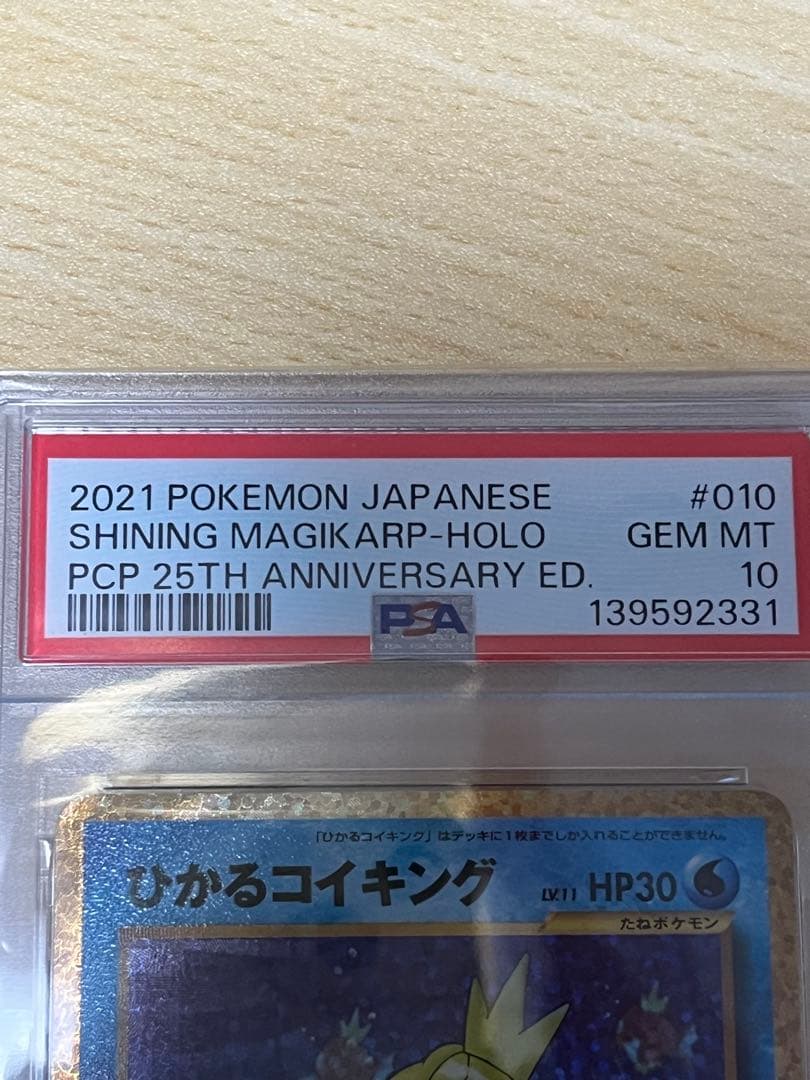 2021 POKEMON JAPANESE #010
SHINING MAGIKARP-HOLO GEM MT
PCP 25TH ANNIVERSARY ED. 10
PSA 139592331
「ひかるコイキング」はデッキに1枚までしか入れることができません。
ひかるコイキング LV.11 HP30
たねポケモン